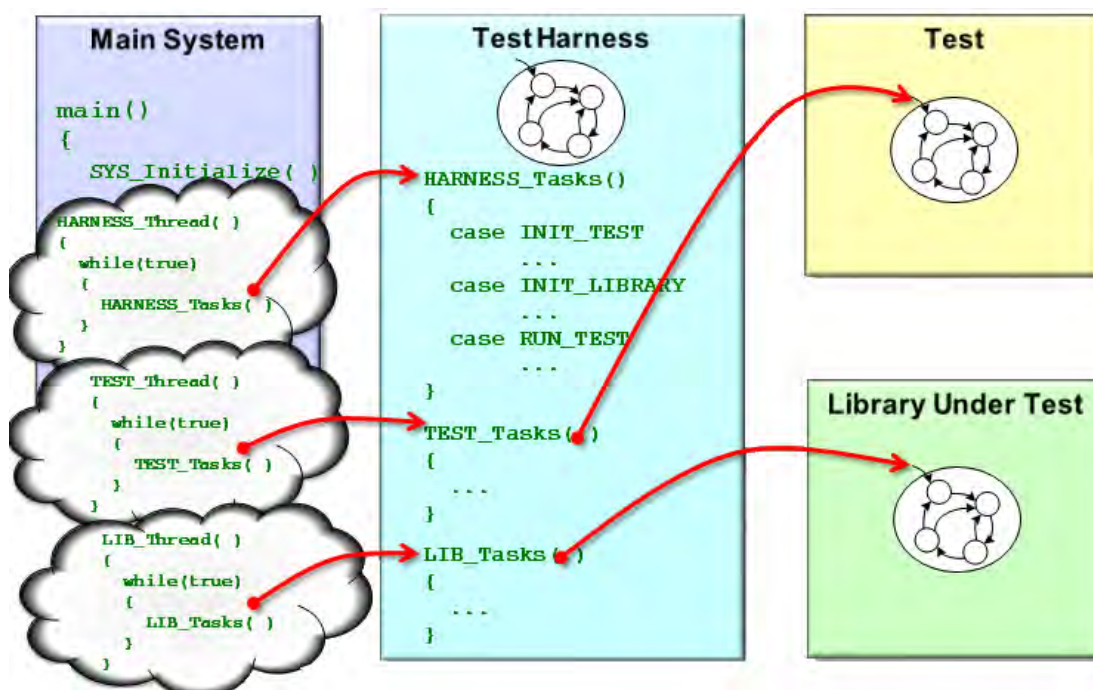 Main System
main()
{
SYS_Initialize( )
HARNESS_Thread( )
{
while(true)
{
HARNESS_Tasks( )
}
}
TEST_Thread( )
{
while(true)
{
TEST_Tasks( )
}
}
LIB_Thread( )
{
while(true)
{
LIB_Tasks( )
}
}
Test Harness
HARNESS_Tasks()
{
case INIT_TEST
...
case INIT_LIBRARY
...
case RUN_TEST
...
}
TEST_Tasks( )
{
...
}
LIB_Tasks( )
{
...
}
Test
Library Under Test